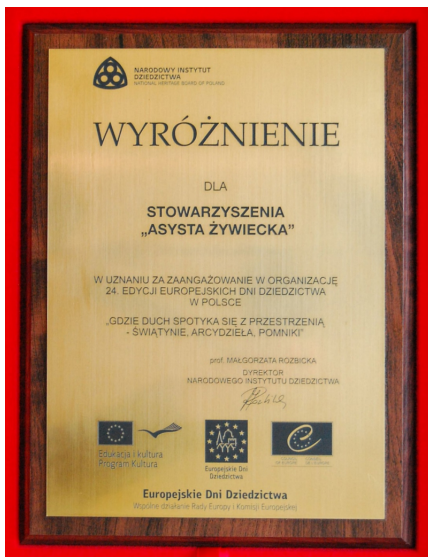 NARODOWY INSTYTUT
DZIEDZICTWA
NATIONAL HERITAGE BOARD OF POLAND
WYRÓŻNIENIE
DLA
STOWARZYSZENIA
„ASYSTA ŻYWIECKA”
W UZNANIU ZA ZAANGAŻOWANIE W ORGANIZACJĘ
24. EDYCJI EUROPEJSKICH DNI DZIEDZICTWA
W POLSCE
„GDZIE DUCH SPOTYKA SIĘ Z PRZESTRZENIĄ
- ŚWIĄTYNIE, ARCYDZIEŁA, POMNIKI”
prof. MAŁGORZATA ROZBICKA
DYREKTOR
NARODOWEGO INSTYTUTU DZIEDZICTWA
Edukacja i kultura
Program Kultura
Europejskie Dni
Dziedzictwa
Europejskie Dni Dziedzictwa
Wspólne działanie Rady Europy i Komisji Europejskiej